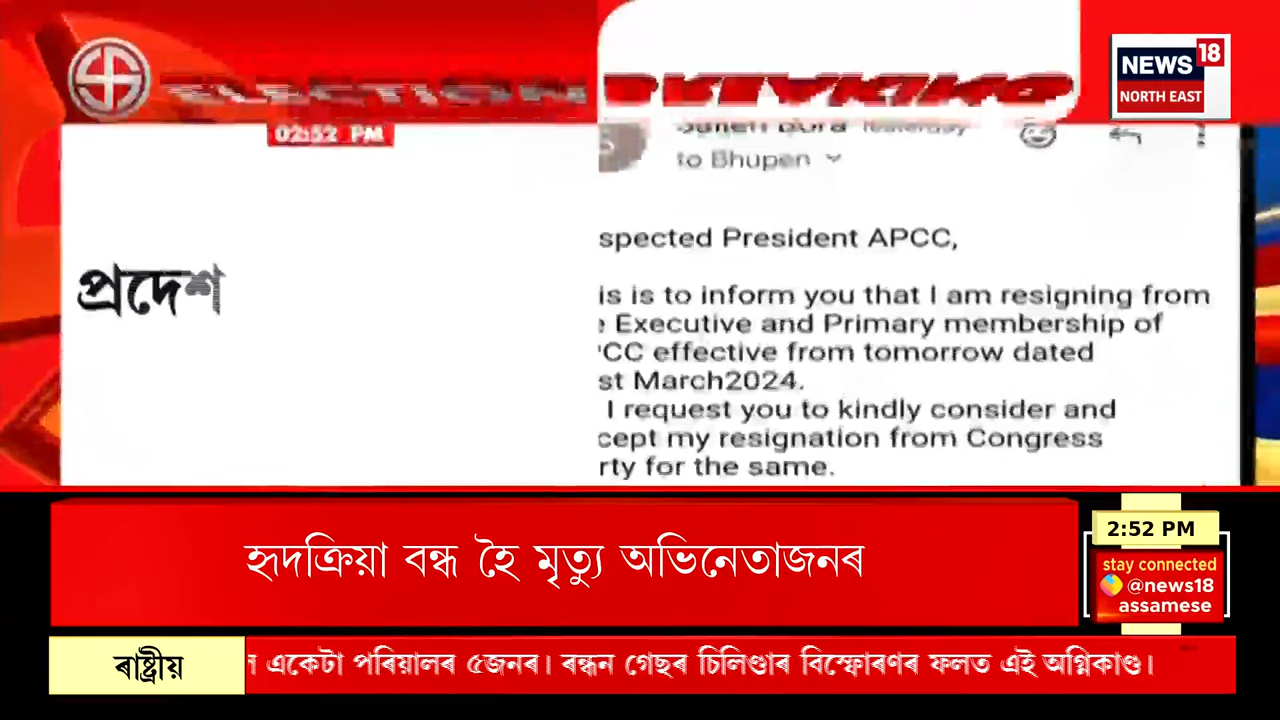 NEWS 18
NORTH EAST
02:52 PM
to Bhupen
প্ৰদেশ
spected President APCC,
is is to inform you that I am resigning from
Executive and Primary membership of
CC effective from tomorrow dated
st March2024.
I request you to kindly consider and
cept my resignation from Congress
rty for the same.
হৃদক্ৰিয়া বন্ধ হৈ মৃত্যু অভিনেতাজনৰ
2:52 PM
stay connected
@news18
assamese
ৰাষ্ট্ৰীয়
একেটা পৰিয়ালৰ ৫জনৰ। ৰন্ধন গেছৰ চিলিণ্ডাৰ বিস্ফোৰণৰ ফলত এই অগ্নিকাণ্ড।